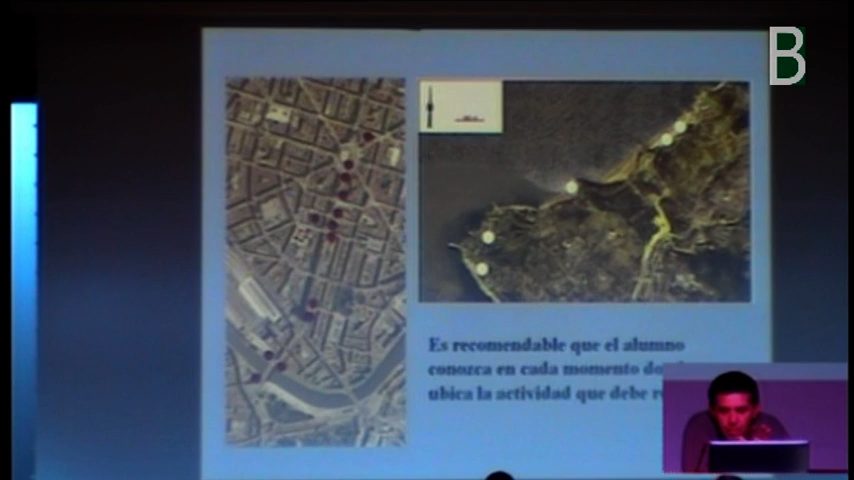 B
Es recomendable que el alumno
conozca en cada momento
ubica la actividad que debe